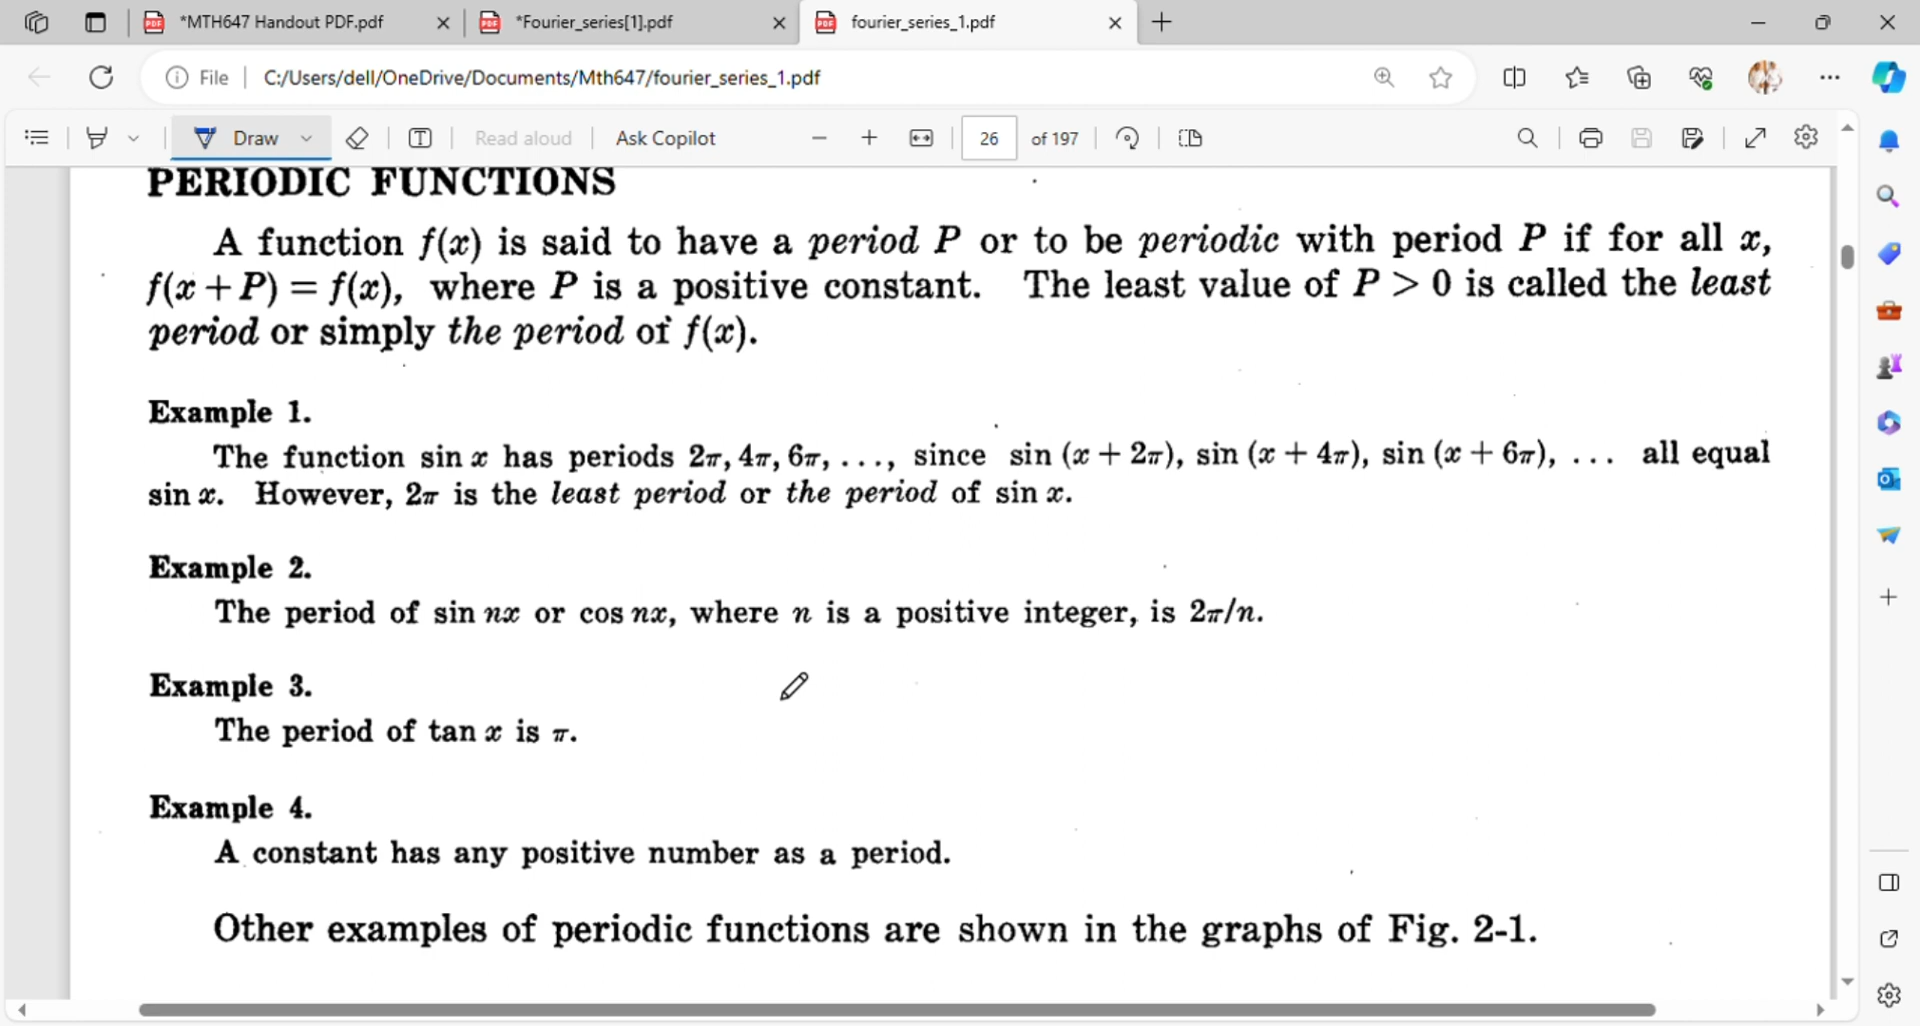 *MTH647 Handout PDF.pdf
*Fourier_series[1].pdf
fourier_series_1.pdf
File
C:/Users/dell/OneDrive/Documents/Mth647/fourier_series_1.pdf
Draw
Read aloud
Ask Copilot
26
of 197
PERIODIC FUNCTIONS
A function f(x) is said to have a period P or to be periodic with period P if for all x,
f(x + P) = f(x), where P is a positive constant. The least value of P > 0 is called the least
period or simply the period of f(x).
Example 1.
The function sin x has periods 2π, 4π, 6π, . . ., since sin (x + 2π), sin (x + 4π), sin (x + 6π), . . . all equal
sin x. However, 2π is the least period or the period of sin x.
Example 2.
The period of sin nx or cos nx, where n is a positive integer, is 2π/n.
Example 3.
The period of tan x is π.
Example 4.
A constant has any positive number as a period.
Other examples of periodic functions are shown in the graphs of Fig. 2-1.